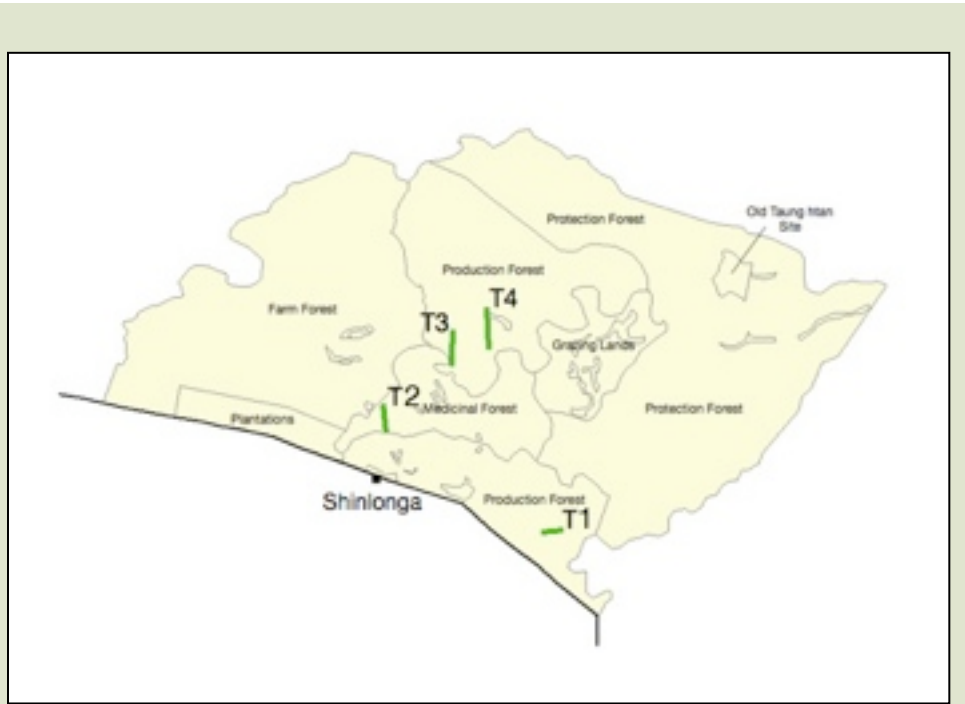 Protection Forest
Old Taung htan
Site
Production Forest
T4
Farm Forest
T3
Grazing Lands
T2
Medicinal Forest
Protection Forest
Plantations
Shinlonga
Production Forest
T1